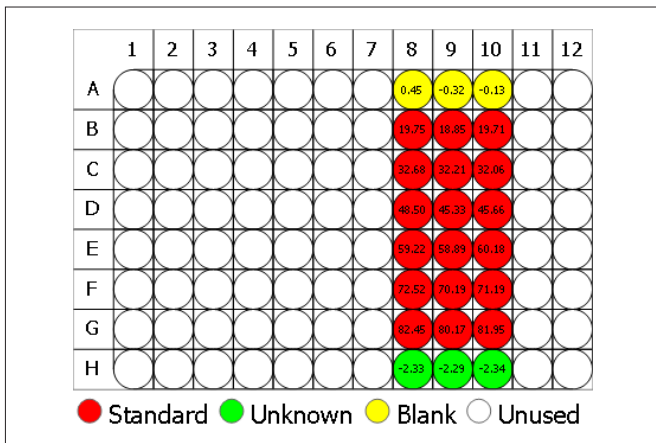 1 2 3 4 5 6 7 8 9 10 11 12
A 0.45 -0.32 -0.13
B 19.75 18.85 19.71
C 32.68 32.21 32.06
D 48.50 45.33 45.66
E 59.22 58.89 60.18
F 72.52 70.19 71.19
G 82.45 80.17 81.95
H -2.33 -2.29 -2.34
Standard Unknown Blank Unused